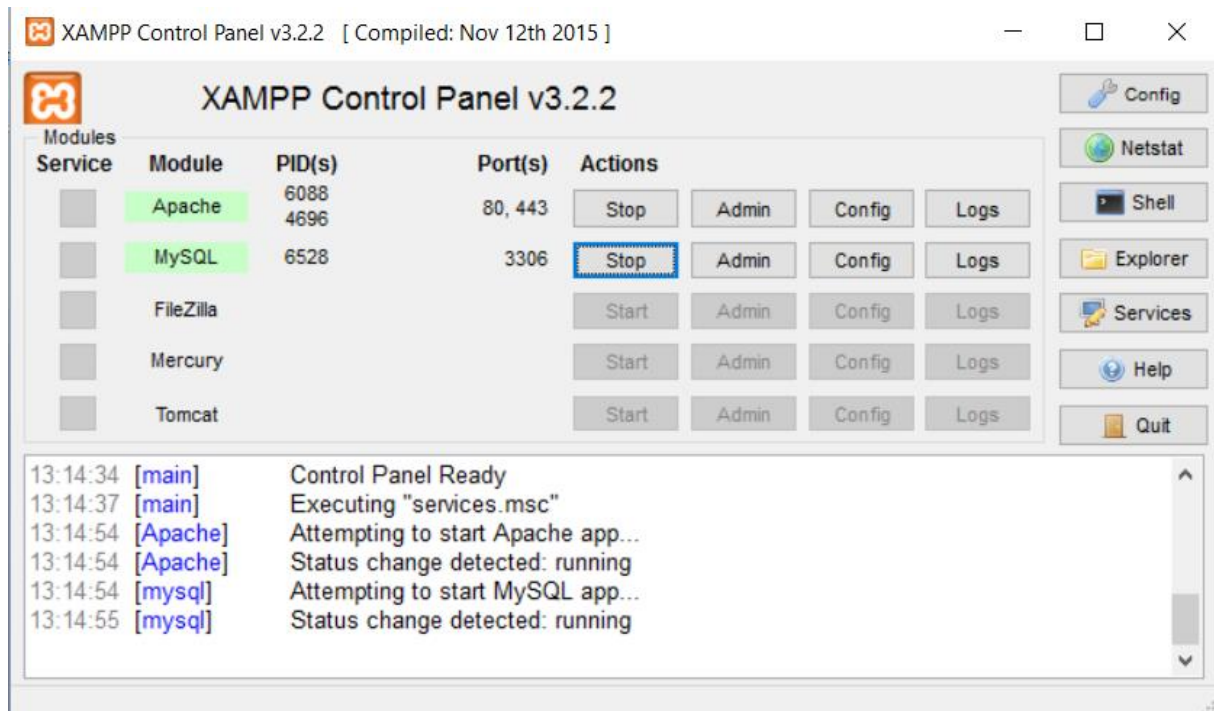 XAMPP Control Panel v3.2.2 [ Compiled: Nov 12th 2015 ]
XAMPP Control Panel v3.2.2
Config
Modules
Service Module PID(s) Port(s) Actions
Netstat
Apache 6088 4696 80, 443 Stop Admin Config Logs
Shell
MySQL 6528 3306 Stop Admin Config Logs
Explorer
FileZilla Start Admin Config Logs
Services
Mercury Start Admin Config Logs
Help
Tomcat Start Admin Config Logs
Quit
13:14:34 [main] Control Panel Ready
13:14:37 [main] Executing "services.msc"
13:14:54 [Apache] Attempting to start Apache app...
13:14:54 [Apache] Status change detected: running
13:14:54 [mysql] Attempting to start MySQL app...
13:14:55 [mysql] Status change detected: running